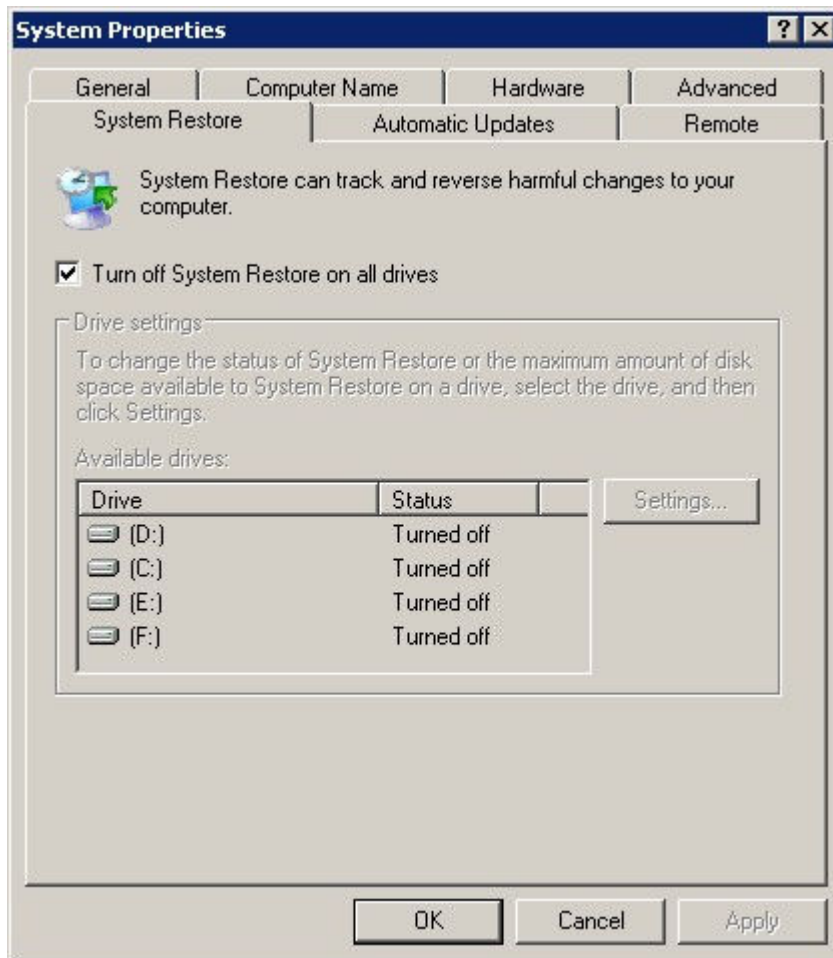 System Properties
General Computer Name Hardware Advanced
System Restore Automatic Updates Remote
System Restore can track and reverse harmful changes to your
computer.
Turn off System Restore on all drives
Drive settings
To change the status of System Restore or the maximum amount of disk
space available to System Restore on a drive, select the drive, and then
click Settings.
Available drives:
Drive Status
Settings...
(D:) Turned off
(C:) Turned off
(E:) Turned off
(F:) Turned off
OK Cancel Apply